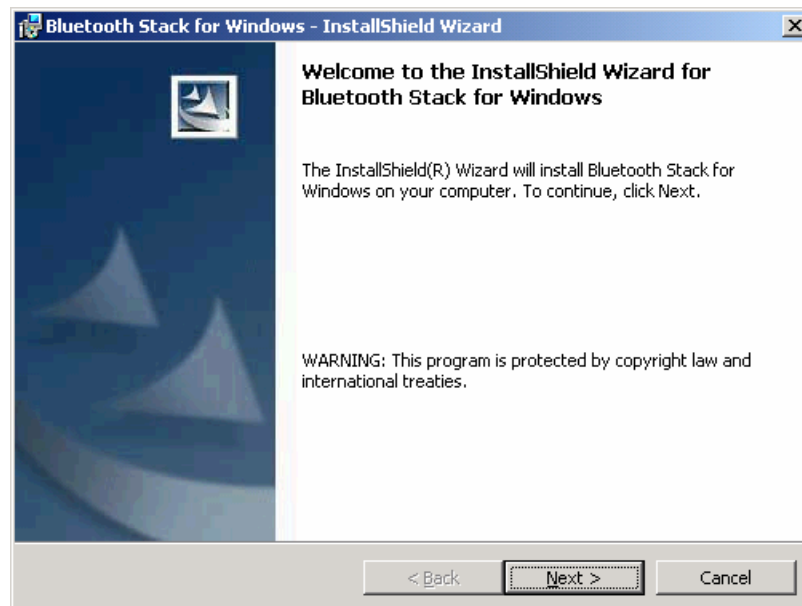 Bluetooth Stack for Windows - InstallShield Wizard
Welcome to the InstallShield Wizard for
Bluetooth Stack for Windows
The InstallShield(R) Wizard will install Bluetooth Stack for
Windows on your computer. To continue, click Next.
WARNING: This program is protected by copyright law and
international treaties.
< Back
Next >
Cancel